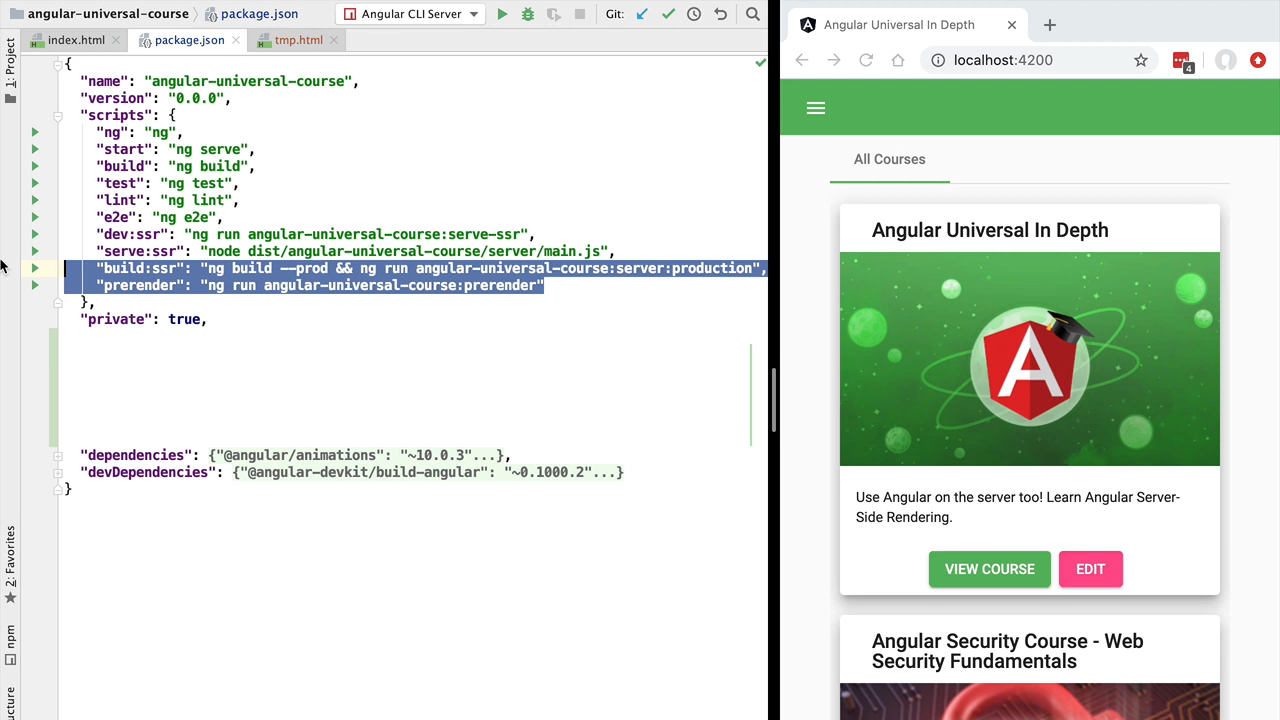 angular-universal-course
package.json
Angular CLI Server
Git:
index.html
package.json
tmp.html
1: Project
2: Favorites
npm
ucture
{
"name": "angular-universal-course",
"version": "0.0.0",
"scripts": {
"ng": "ng",
"start": "ng serve",
"build": "ng build",
"test": "ng test",
"lint": "ng lint",
"e2e": "ng e2e",
"dev:ssr": "ng run angular-universal-course:serve-ssr",
"serve:ssr": "node dist/angular-universal-course/server/main.js",
"build:ssr": "ng build --prod && ng run angular-universal-course:server:production",
"prerender": "ng run angular-universal-course:prerender"
},
"private": true,
"dependencies": {"@angular/animations": "~10.0.3"...},
"devDependencies": {"@angular-devkit/build-angular": "~0.1000.2"...}
}
Angular Universal In Depth
localhost:4200
4
All Courses
Angular Universal In Depth
A
Use Angular on the server too! Learn Angular Server-
Side Rendering.
VIEW COURSE
EDIT
Angular Security Course - Web
Security Fundamentals